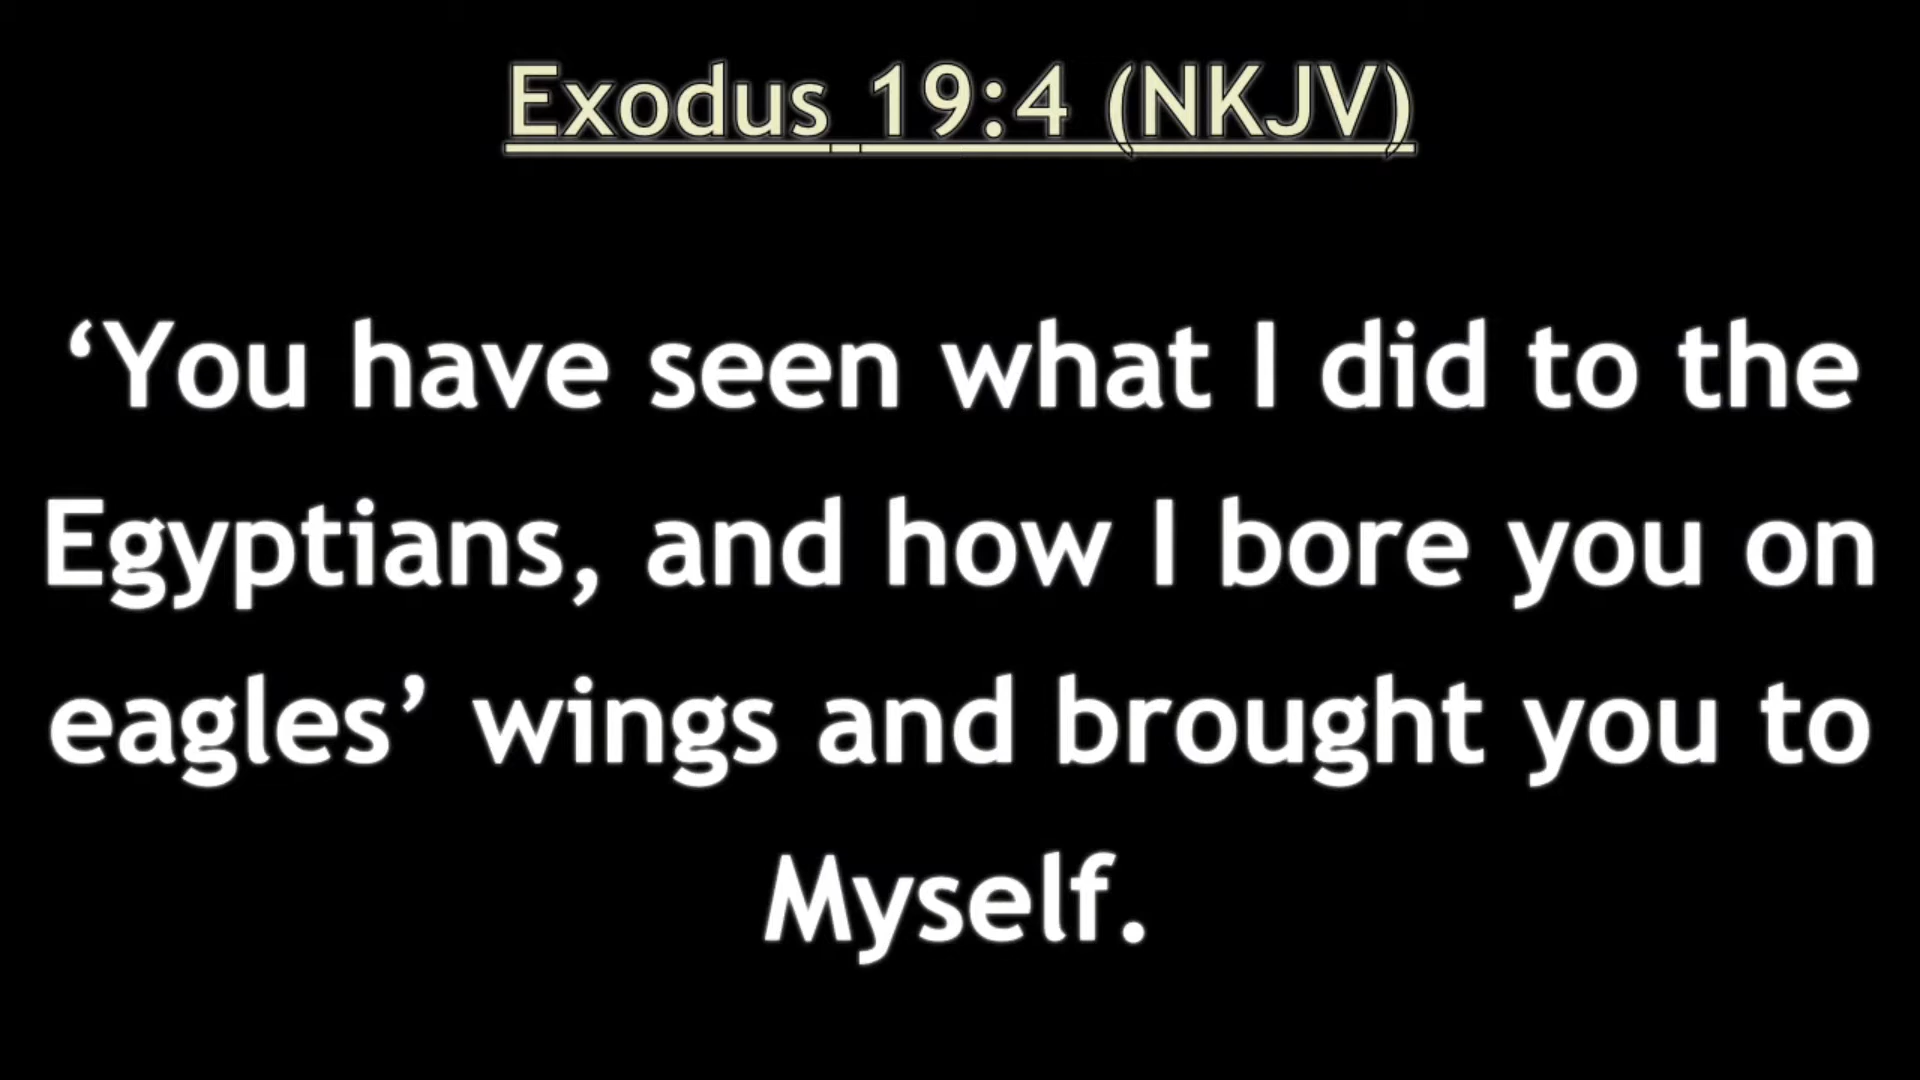 Exodus 19:4 (NKJV)
‘You have seen what I did to the
Egyptians, and how I bore you on
eagles’ wings and brought you to
Myself.